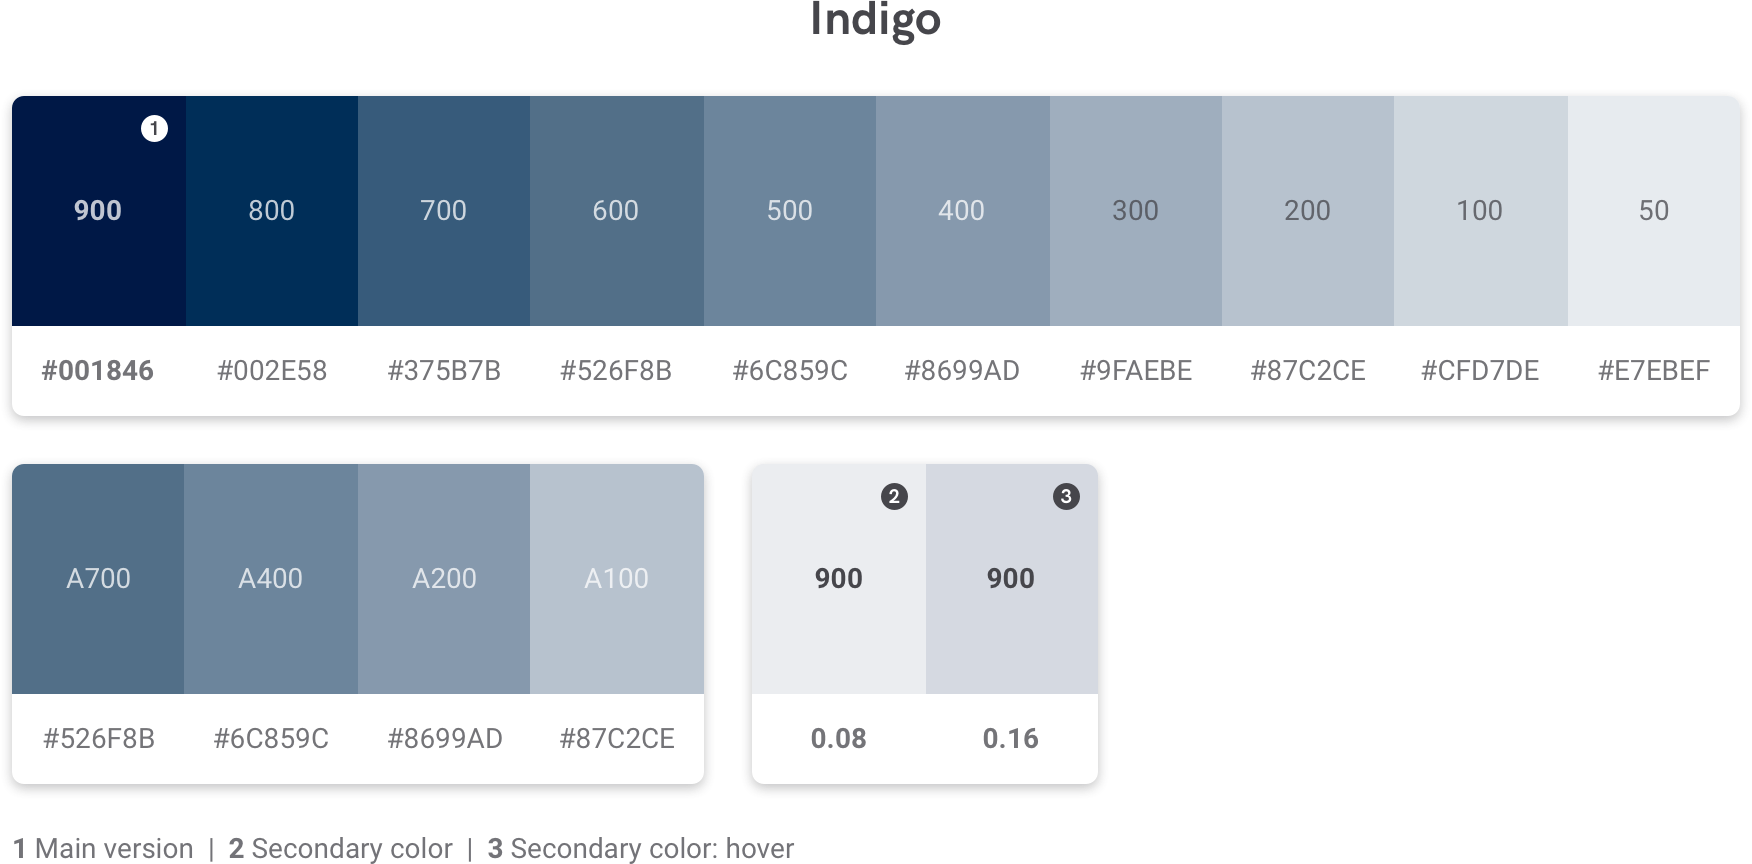 Indigo
1
900 800 700 600 500 400 300 200 100 50
#001846 #002E58 #375B7B #526F8B #6C859C #8699AD #9FAEBE #87C2CE #CFD7DE #E7EBEF
2 3
A700 A400 A200 A100 900 900
#526F8B #6C859C #8699AD #87C2CE 0.08 0.16
1 Main version | 2 Secondary color | 3 Secondary color: hover